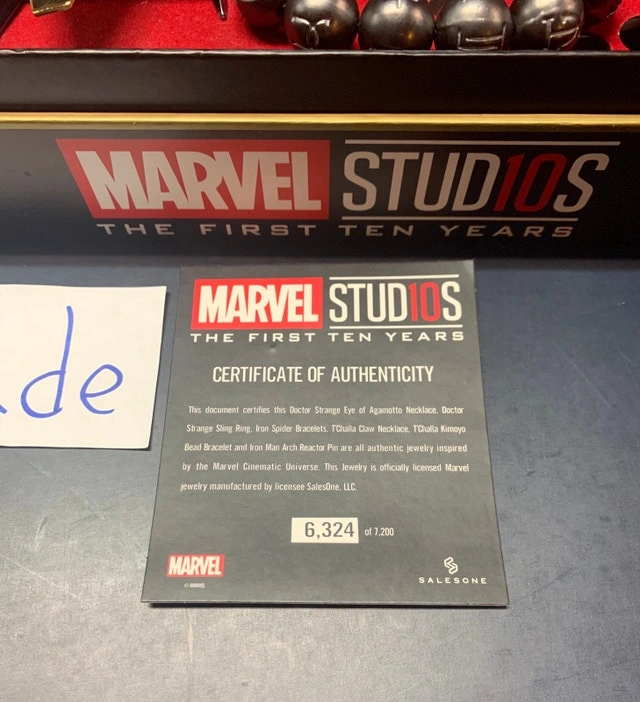 MARVEL STUD10S
THE FIRST TEN YEARS
.de
MARVEL STUD10S
THE FIRST TEN YEARS
CERTIFICATE OF AUTHENTICITY
This document certifies this Doctor Strange Eye of Agamotto Necklace, Doctor
Strange Sling Ring, Iron Spider Bracelets, T'Challa Claw Necklace, T'Challa Kimoyo
Bead Bracelet and Iron Man Arch Reactor Pin are all authentic jewelry inspired
by the Marvel Cinematic Universe. This Jewelry is officially licensed Marvel
jewelry manufactured by licensee SalesOne, LLC.
6,324 of 7,200
MARVEL
© MARVEL
SALESONE